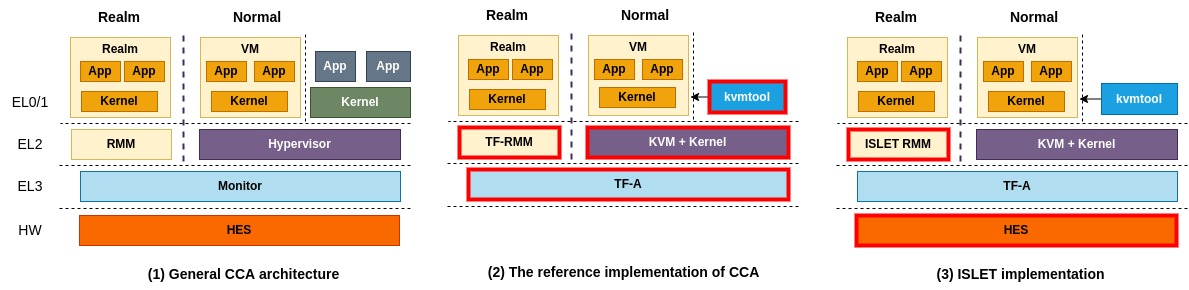 Realm Normal
Realm VM
App App App App App App
Kernel Kernel Kernel
EL0/1
EL2 RMM Hypervisor
EL3 Monitor
HW HES
(1) General CCA architecture
Realm Normal
Realm VM
App App App App
Kernel Kernel kvmtool
TF-RMM KVM + Kernel
TF-A
(2) The reference implementation of CCA
Realm Normal
Realm VM
App App App App
Kernel Kernel kvmtool
ISLET RMM KVM + Kernel
TF-A
HES
(3) ISLET implementation